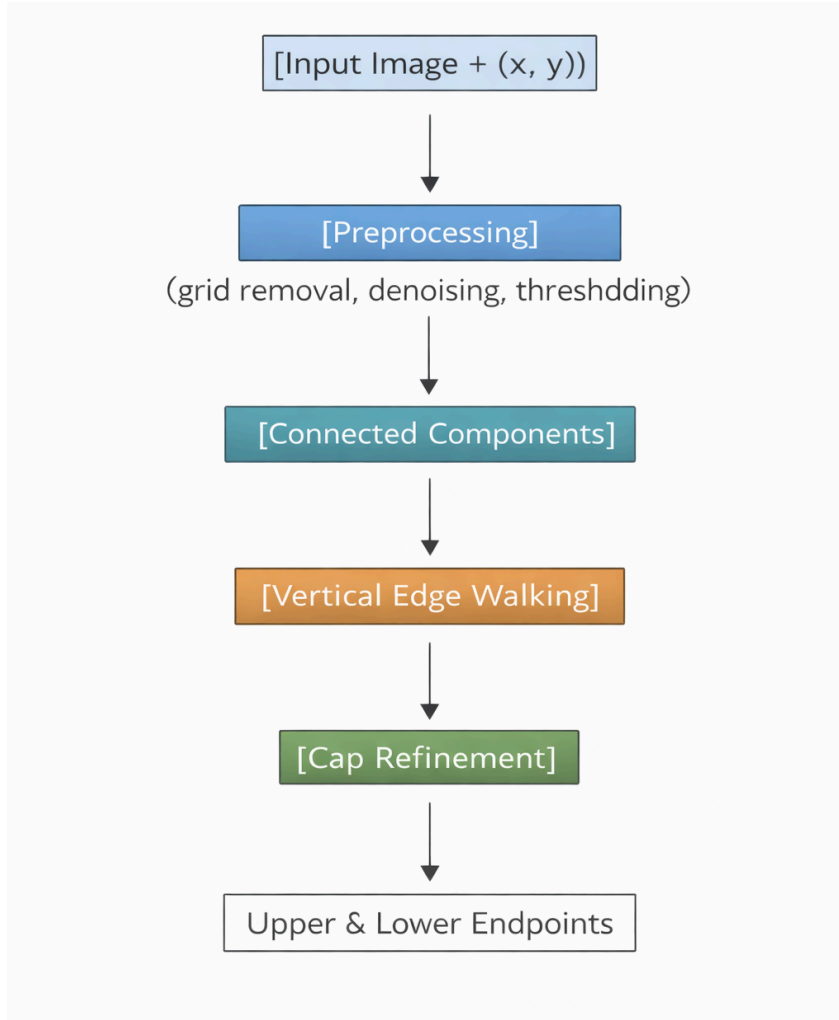 [Input Image + (x, y))
[Preprocessing]
(grid removal, denoising, threshdding)
[Connected Components]
[Vertical Edge Walking]
[Cap Refinement]
Upper & Lower Endpoints